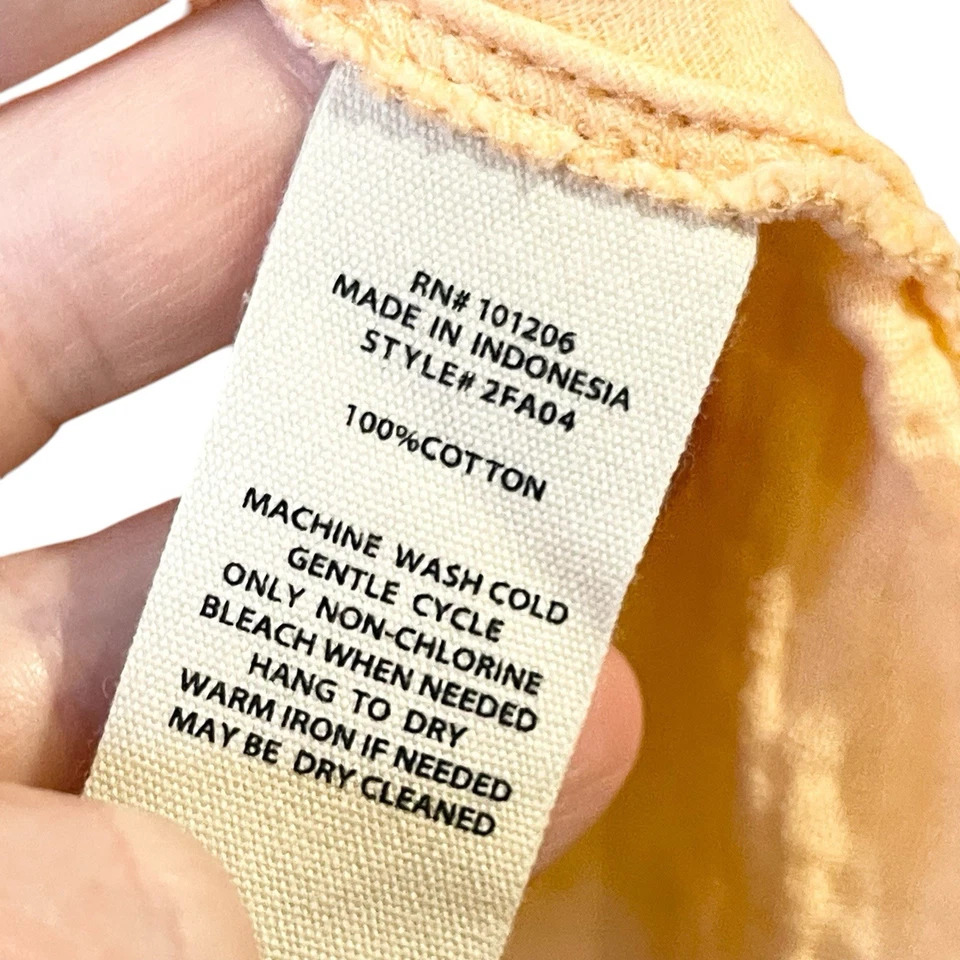 RN# 101206
MADE IN INDONESIA
STYLE# 2FA04
100%COTTON
MACHINE WASH COLD
GENTLE CYCLE
ONLY NON-CHLORINE
BLEACH WHEN NEEDED
HANG TO DRY
WARM IRON IF NEEDED
MAY BE DRY CLEANED